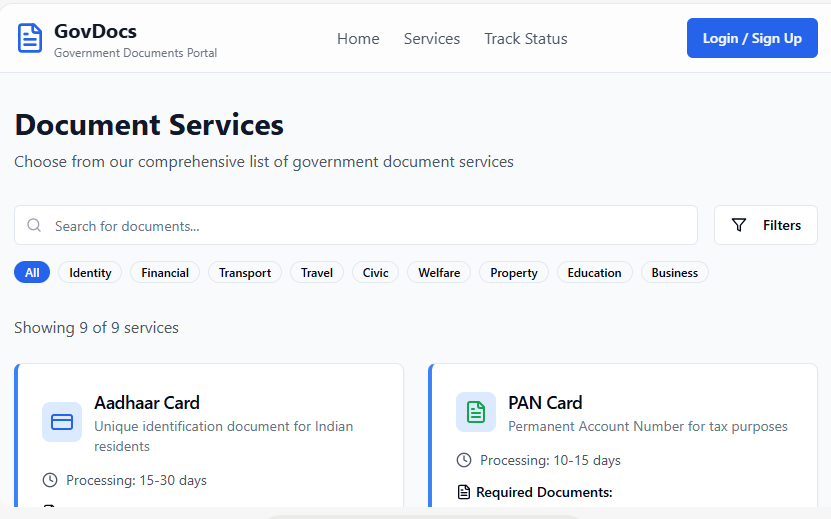 GovDocs
Government Documents Portal
Home
Services
Track Status
Login / Sign Up
Document Services
Choose from our comprehensive list of government document services
Search for documents...
Filters
All
Identity
Financial
Transport
Travel
Civic
Welfare
Property
Education
Business
Showing 9 of 9 services
Aadhaar Card
Unique identification document for Indian
residents
Processing: 15-30 days
PAN Card
Permanent Account Number for tax purposes
Processing: 10-15 days
Required Documents: